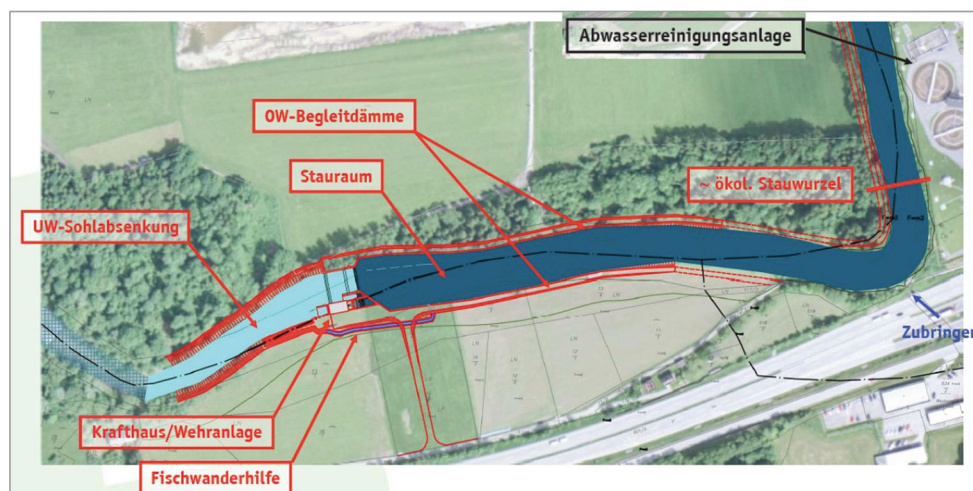 Abwasserreinigungsanlage
OW-Begleitdämme
Stauraum
~ ökol. Stauwurzel
UW-Sohlabsenkung
Zubringer
Krafthaus/Wehranlage
Fischwanderhilfe